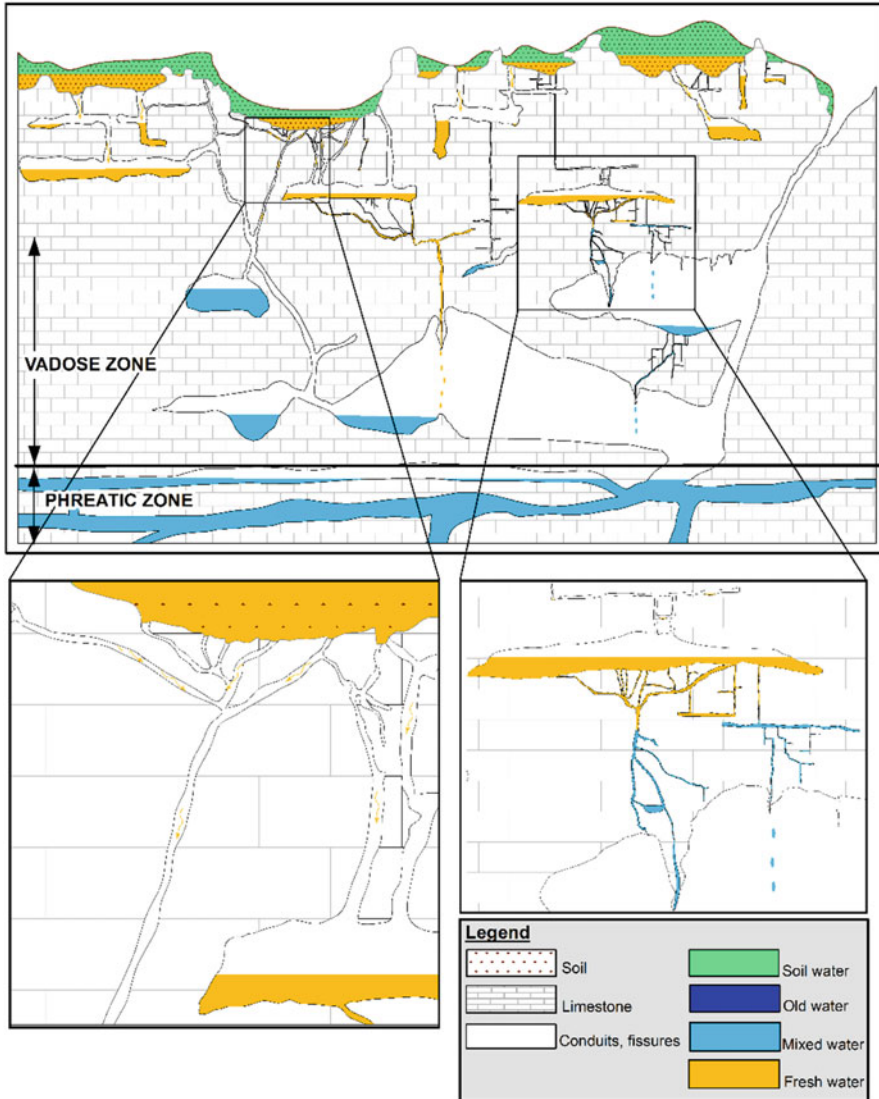 VADOSE ZONE
PHREATIC ZONE
Legend
Soil
Limestone
Conduits, fissures
Soil water
Old water
Mixed water
Fresh water